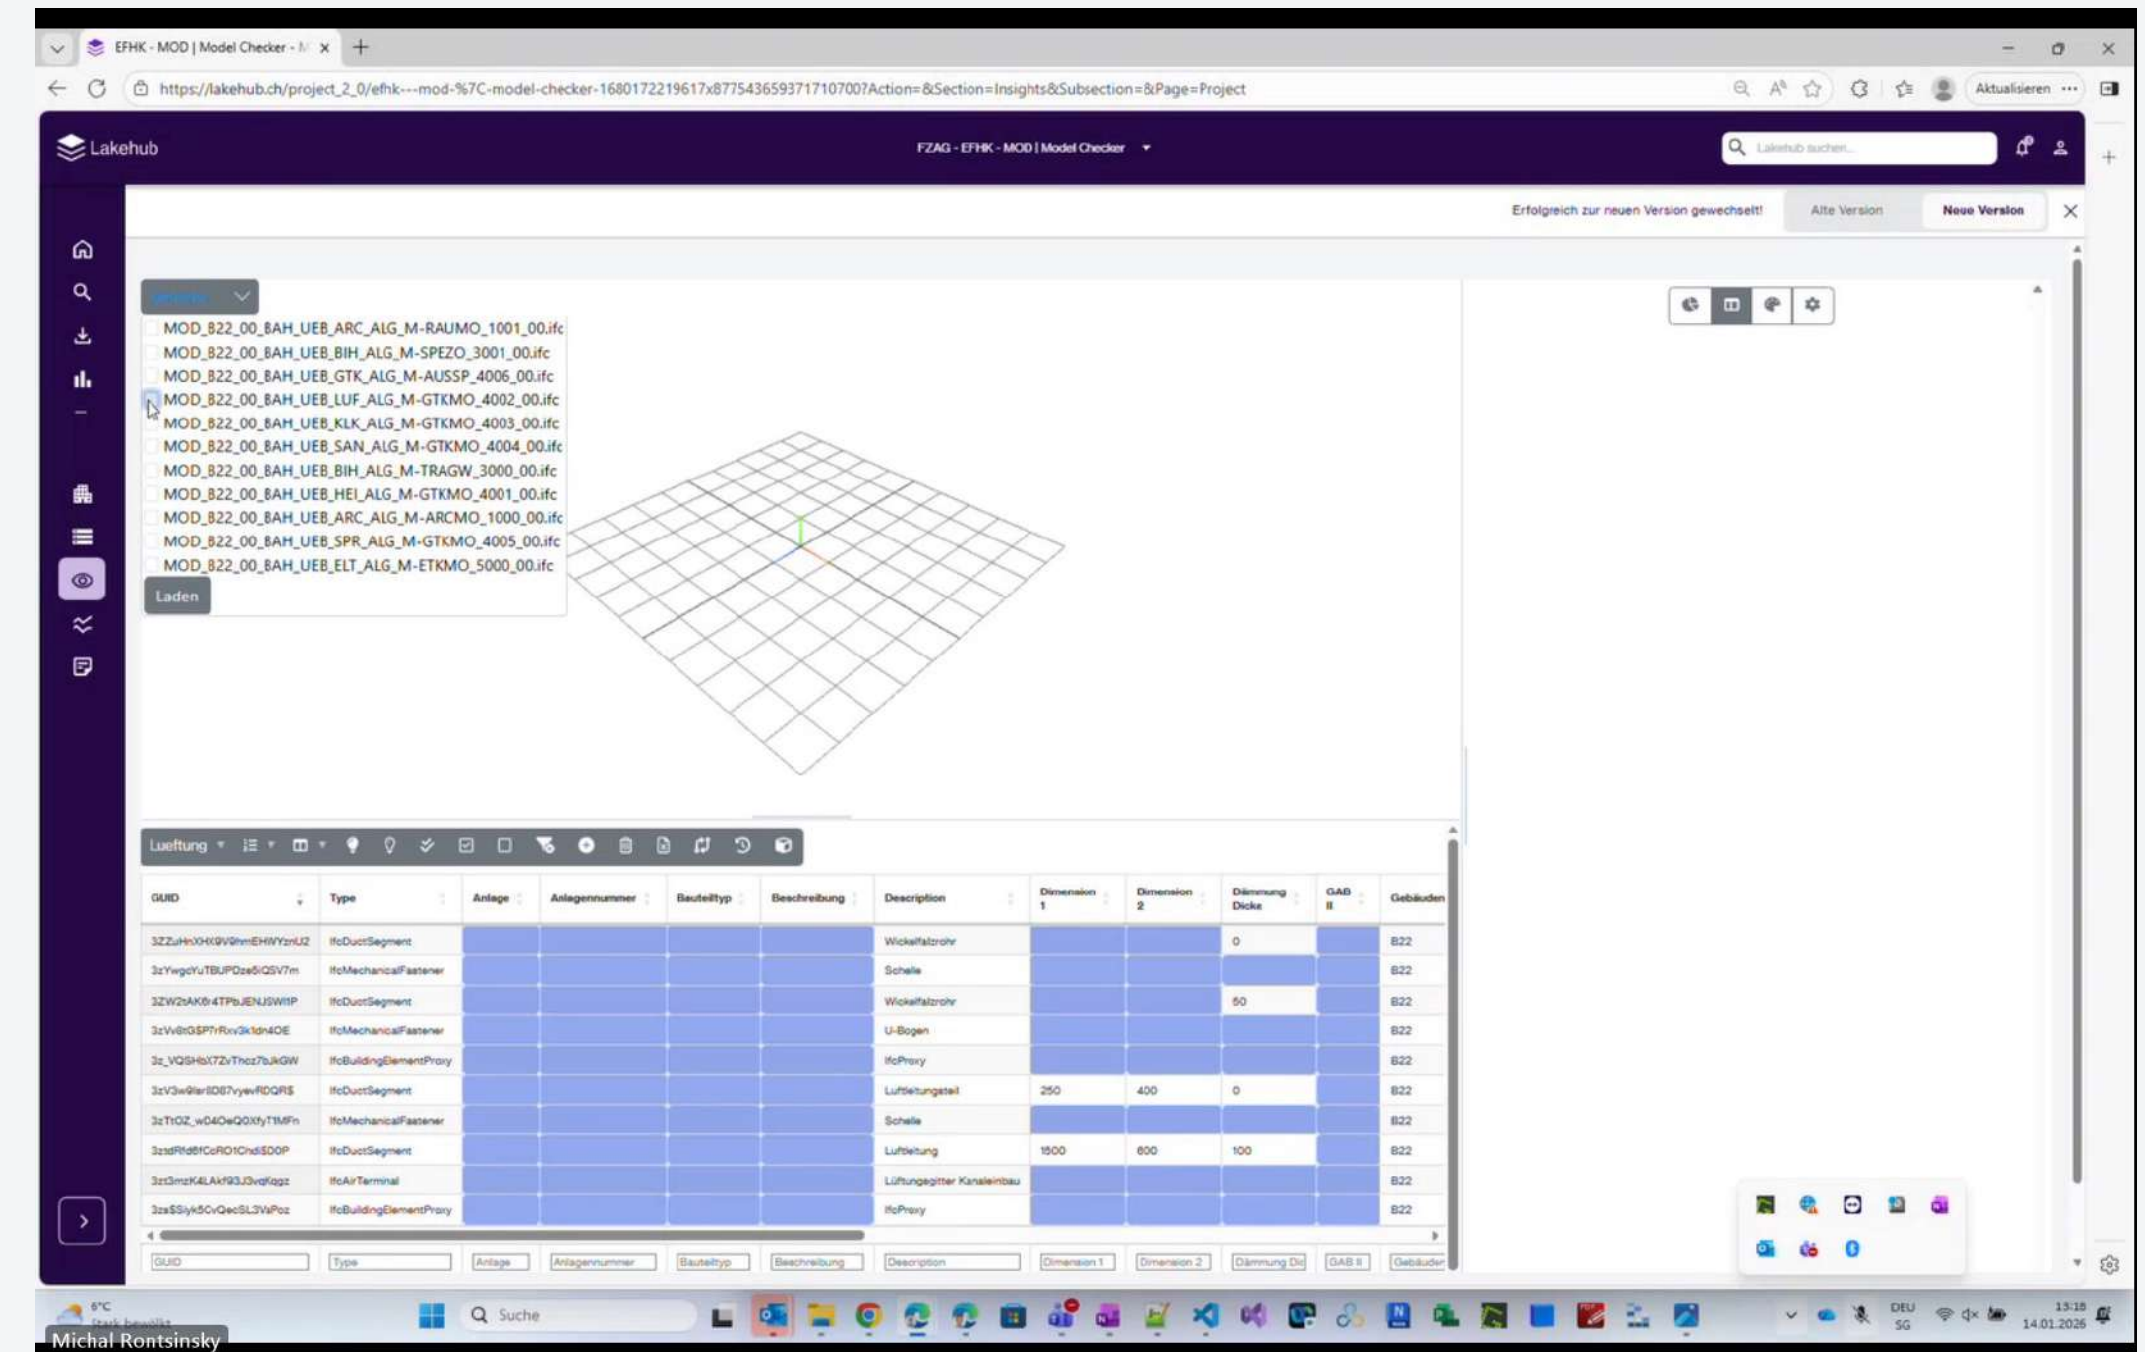 EFHK - MOD | Model Checker - M
https://lakehub.ch/project_2_0/efhk---mod-%7C-model-checker-1680172219617x877543659371710700?Action=&Section=Insights&Subsection=&Page=Project
Aktualisieren
Lakehub
FZAG - EFHK - MOD | Model Checker
Lakehub suchen...
Erfolgreich zur neuen Version gewechselt!
Alte Version
Neue Version
MOD_B22_00_BAH_UEB_ARC_ALG_M-RAUMO_1001_00.ifc
MOD_B22_00_BAH_UEB_BIH_ALG_M-SPEZO_3001_00.ifc
MOD_B22_00_BAH_UEB_GTK_ALG_M-AUSSP_4006_00.ifc
MOD_B22_00_BAH_UEB_LUF_ALG_M-GTKMO_4002_00.ifc
MOD_B22_00_BAH_UEB_KLK_ALG_M-GTKMO_4003_00.ifc
MOD_B22_00_BAH_UEB_SAN_ALG_M-GTKMO_4004_00.ifc
MOD_B22_00_BAH_UEB_BIH_ALG_M-TRAGW_3000_00.ifc
MOD_B22_00_BAH_UEB_HEI_ALG_M-GTKMO_4001_00.ifc
MOD_B22_00_BAH_UEB_ARC_ALG_M-ARCMO_1000_00.ifc
MOD_B22_00_BAH_UEB_SPR_ALG_M-GTKMO_4005_00.ifc
MOD_B22_00_BAH_UEB_ELT_ALG_M-ETKMO_5000_00.ifc
Laden
Lueftung
GUID Type Anlage Anlagennummer Bauteiltyp Beschreibung Description Dimension 1 Dimension 2 Dämmung Dicke GAB II Gebäuden
IfcDuctSegment Wickelfalzrohr 0 B22
3zYwgcYuTBUPDze5iQSV7m IfcMechanicalFastener Schelle B22
IfcDuctSegment Wickelfalzrohr 50 B22
IfcMechanicalFastener U-Bogen B22
IfcBuildingElementProxy IfcProxy B22
IfcDuctSegment Luftleitungsteil 250 400 0 B22
3zTtOZ_wD4OwQ0XfyT1MFn IfcMechanicalFastener Schelle B22
IfcDuctSegment Luftleitung 1500 600 100 B22
3zt3mzK4LAkf93J3vqKqgz IfcAirTerminal Lüftungsgitter Kanaleinbau B22
IfcBuildingElementProxy IfcProxy B22
GUID Type Anlage Anlagennummer Bauteiltyp Beschreibung Description Dimension 1 Dimension 2 Dämmung Dic GAB II Gebäuden
6°C
Stark bewölkt
Suche
DEU
SG
13:18
14.01.2026
Michal Rontsinsky